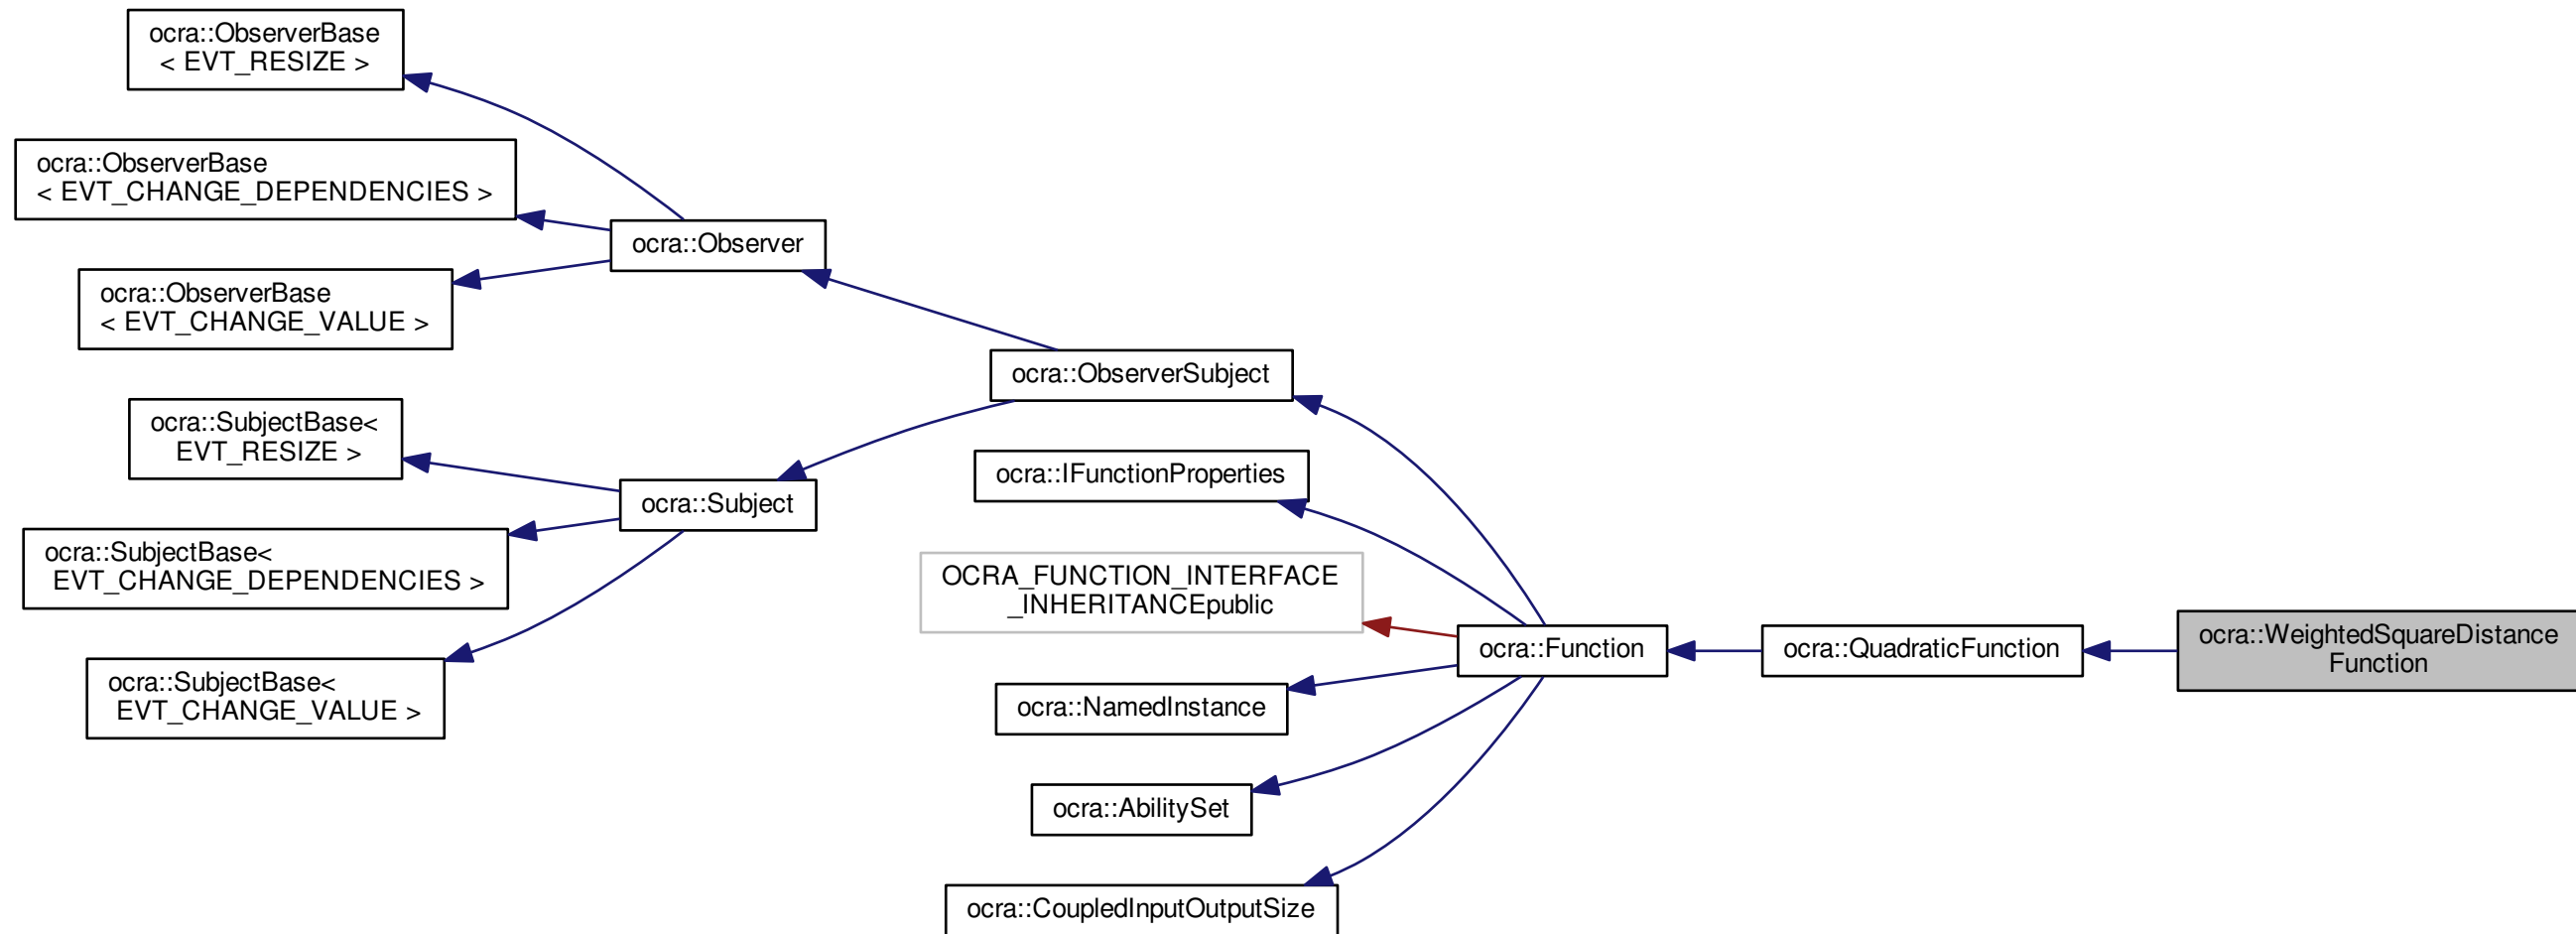 ocra::ObserverBase
< EVT_RESIZE >
ocra::ObserverBase
< EVT_CHANGE_DEPENDENCIES >
ocra::ObserverBase
< EVT_CHANGE_VALUE >
ocra::SubjectBase<
EVT_RESIZE >
ocra::SubjectBase<
EVT_CHANGE_DEPENDENCIES >
ocra::SubjectBase<
EVT_CHANGE_VALUE >
ocra::Observer
ocra::Subject
ocra::ObserverSubject
ocra::IFunctionProperties
OCRA_FUNCTION_INTERFACE
_INHERITANCEpublic
ocra::NamedInstance
ocra::AbilitySet
ocra::CoupledInputOutputSize
ocra::Function
ocra::QuadraticFunction
ocra::WeightedSquareDistance
Function